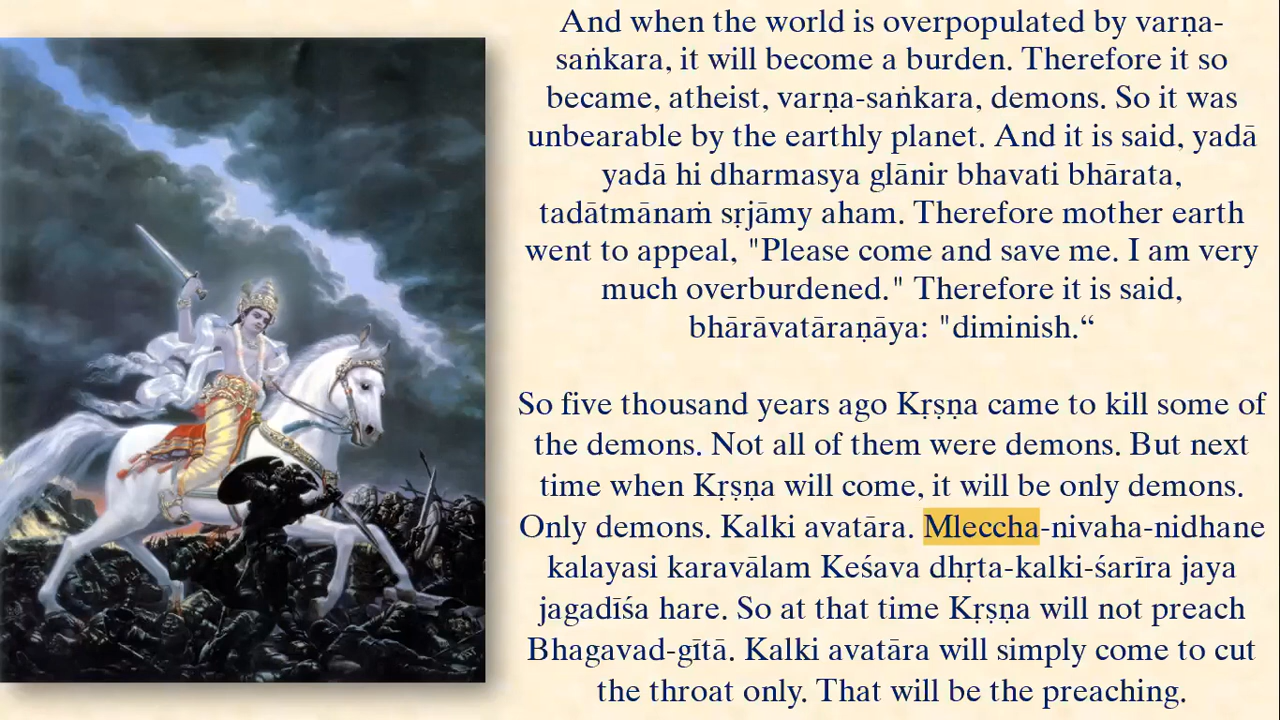 And when the world is overpopulated by varṇa-
saṅkara, it will become a burden. Therefore it so
became, atheist, varṇa-saṅkara, demons. So it was
unbearable by the earthly planet. And it is said, yadā
yadā hi dharmasya glānir bhavati bhārata,
tadātmānaṁ sṛjāmy aham. Therefore mother earth
went to appeal, "Please come and save me. I am very
much overburdened." Therefore it is said,
bhārāvatāraṇāya: "diminish.“
So five thousand years ago Kṛṣṇa came to kill some of
the demons. Not all of them were demons. But next
time when Kṛṣṇa will come, it will be only demons.
Only demons. Kalki avatāra. Mleccha-nivaha-nidhane
kalayasi karavālam Keśava dhṛta-kalki-śarīra jaya
jagadīśa hare. So at that time Kṛṣṇa will not preach
Bhagavad-gītā. Kalki avatāra will simply come to cut
the throat only. That will be the preaching.